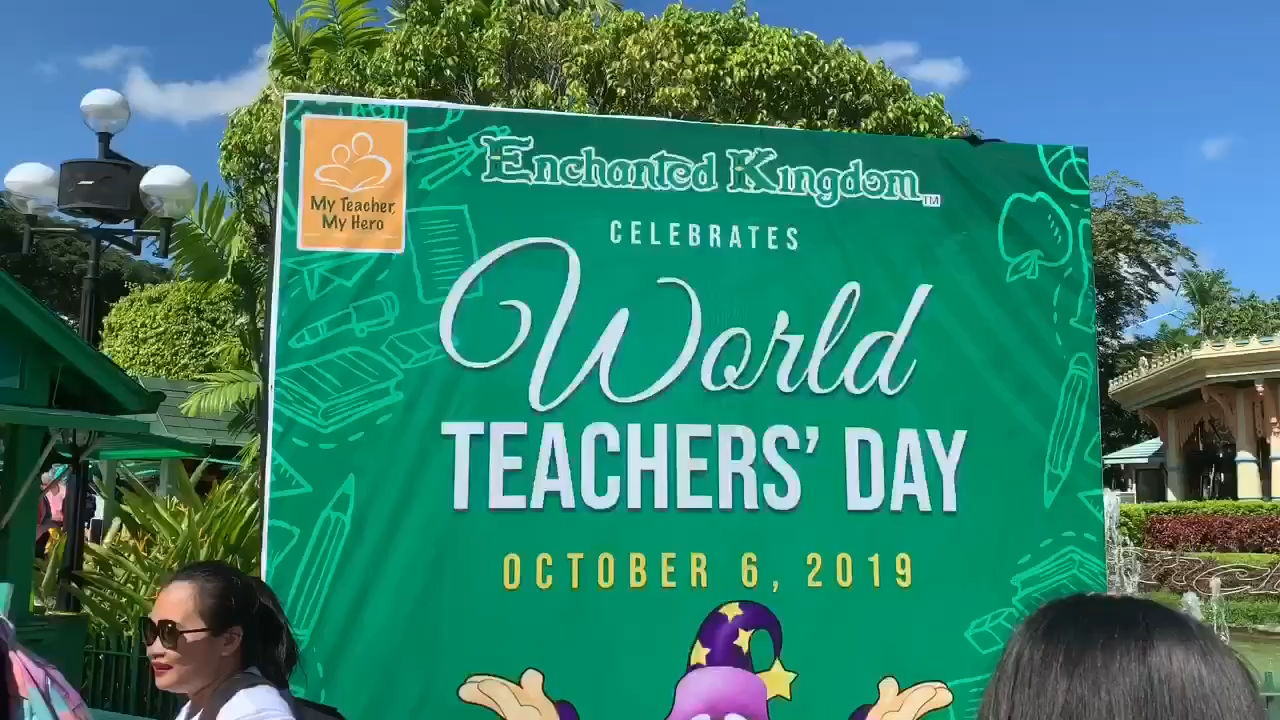 My Teacher,
My Hero
Enchanted Kingdom™
CELEBRATES
World
TEACHERS' DAY
OCTOBER 6, 2019